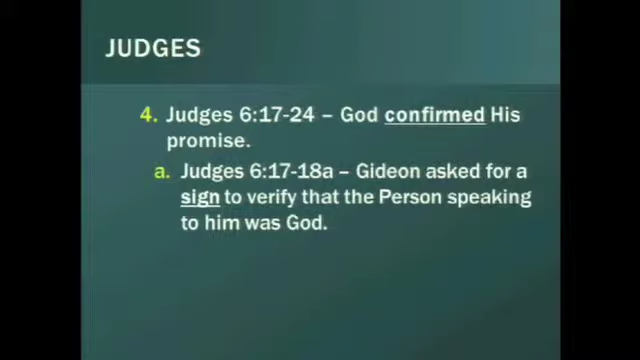 JUDGES
4. Judges 6:17-24 – God confirmed His
promise.
a. Judges 6:17-18a – Gideon asked for a
sign to verify that the Person speaking
to him was God.